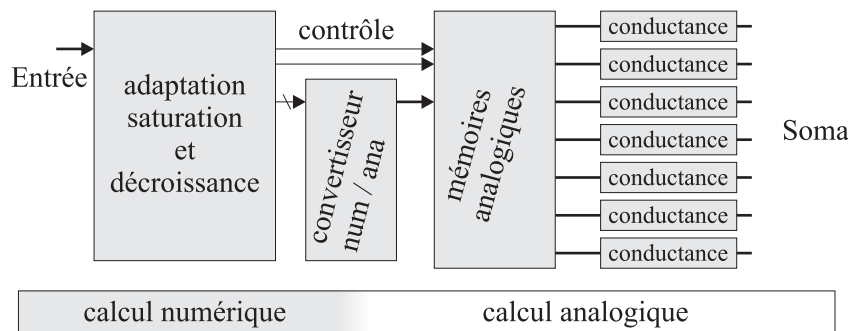 Entrée
adaptation
saturation
et
décroissance
contrôle
convertisseur
num / ana
mémoires
analogiques
conductance
conductance
conductance
conductance
conductance
conductance
conductance
Soma
calcul numérique
calcul analogique